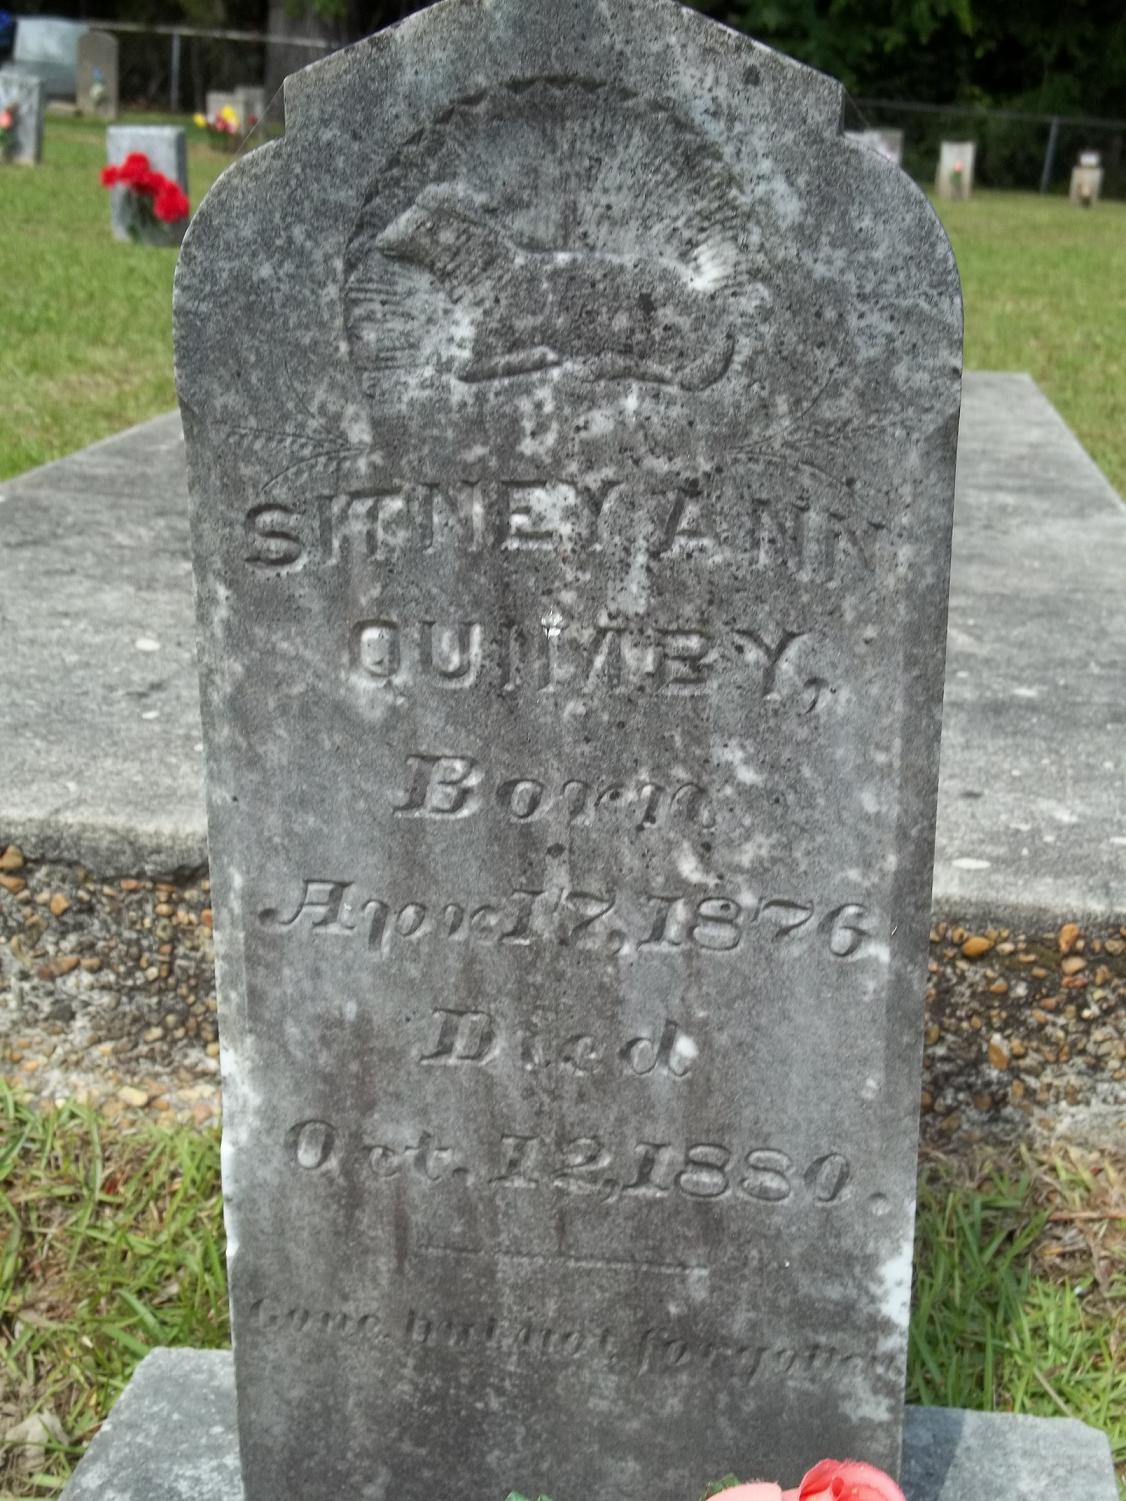 SITNEY ANN
QUIMBY,
Born
Apr.17,1876
Died
Oct.12,1880.
Gone, but not forgotten